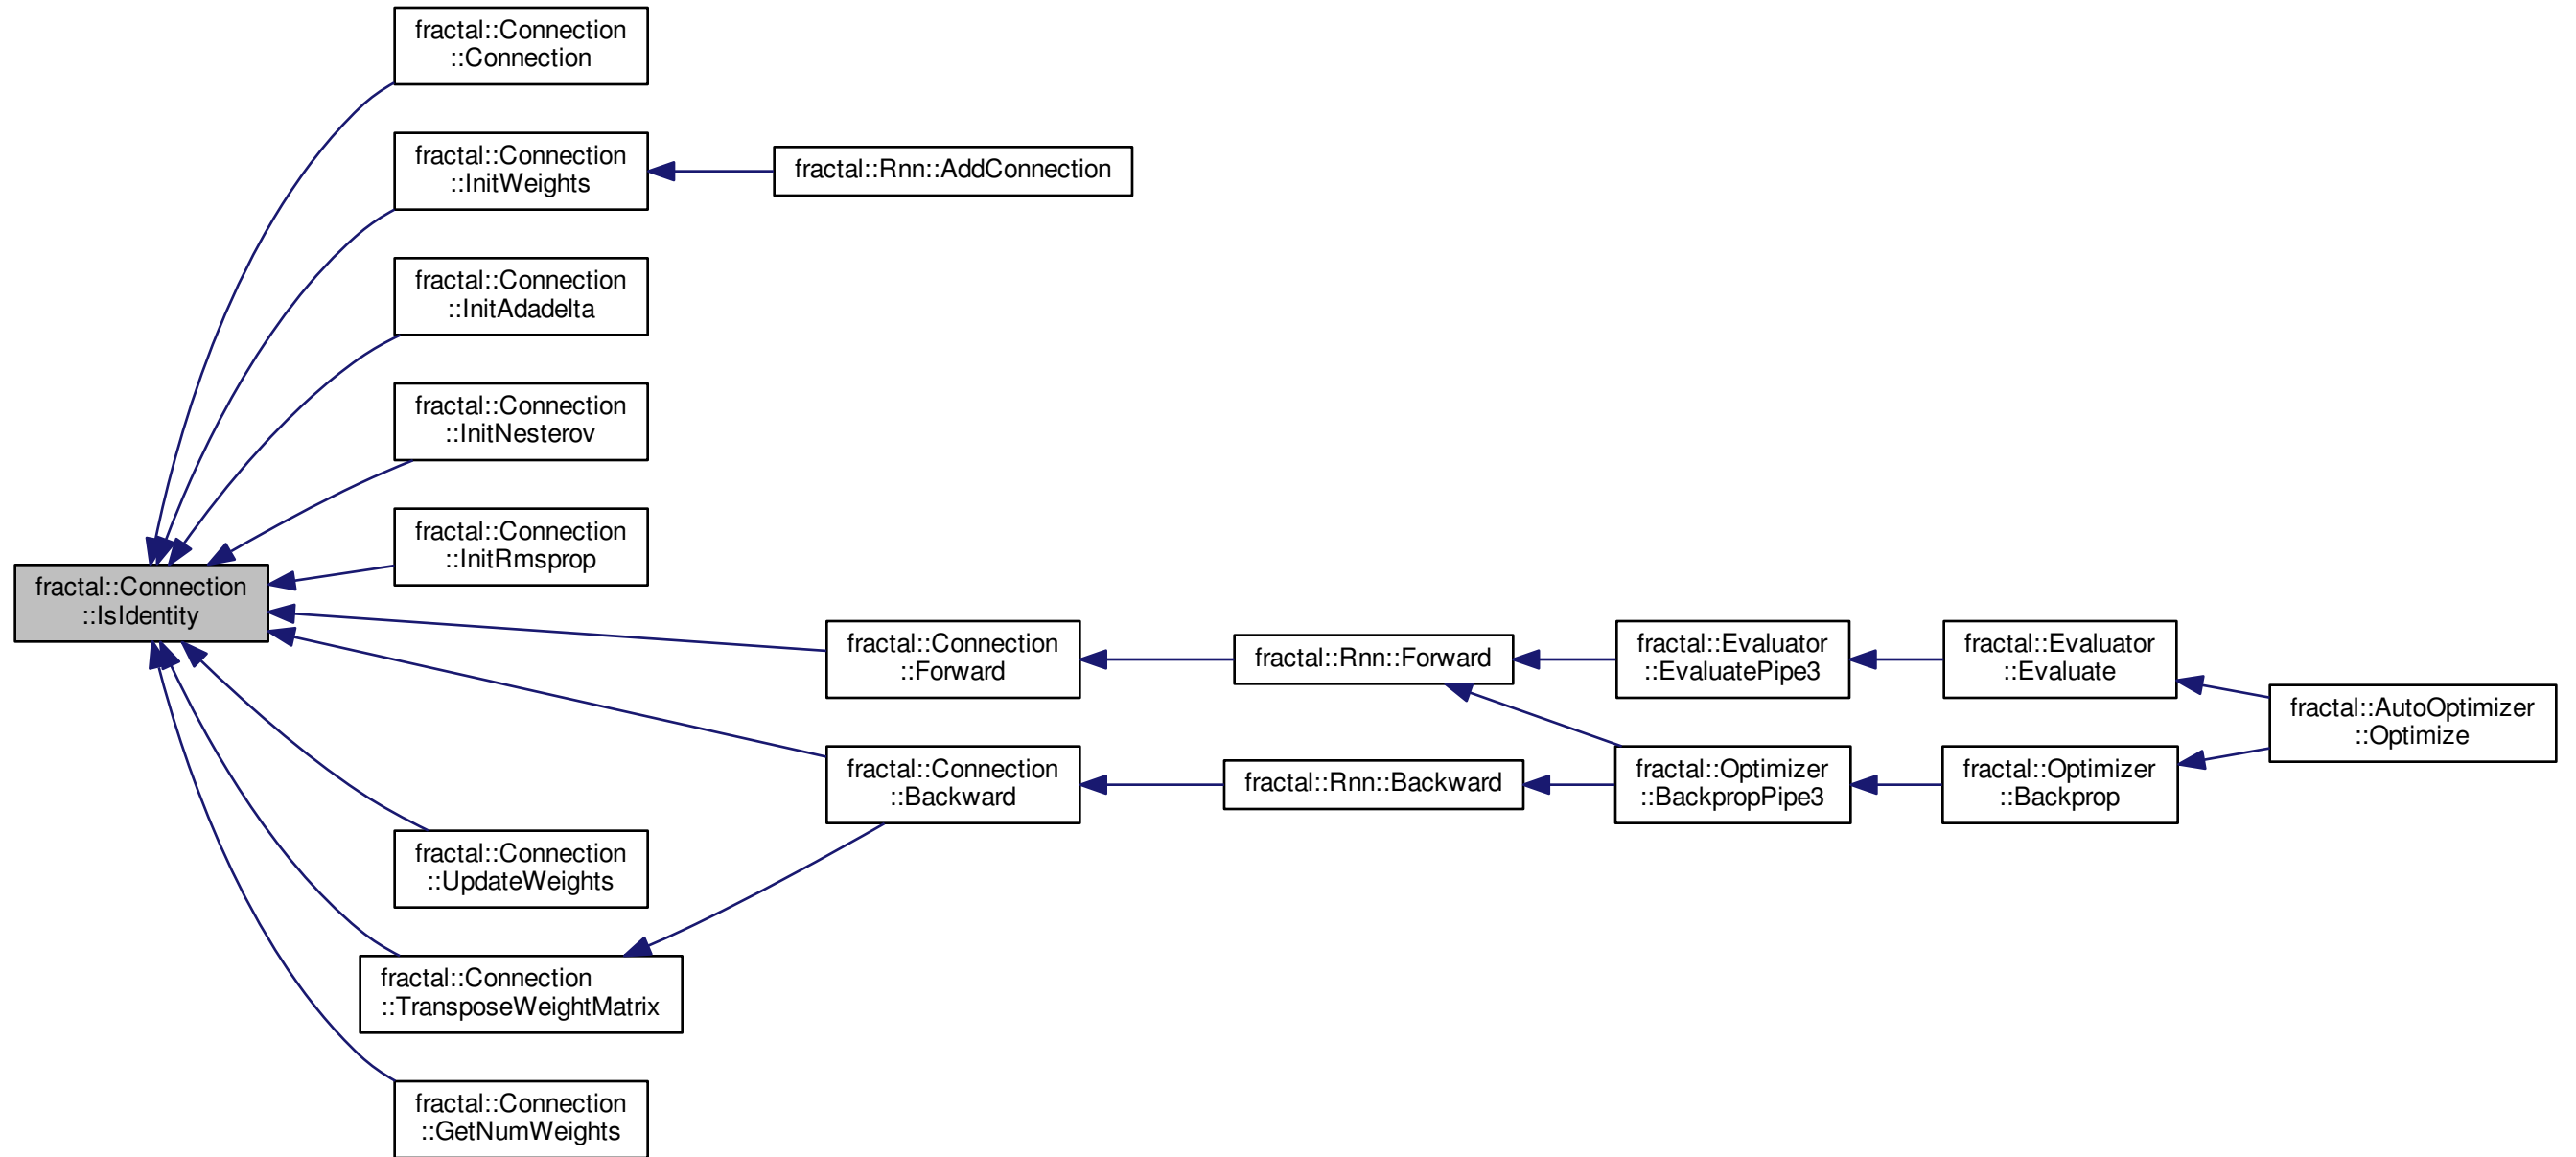 fractal::Connection
::Connection
fractal::Connection
::InitWeights
fractal::Rnn::AddConnection
fractal::Connection
::InitAdadelta
fractal::Connection
::InitNesterov
fractal::Connection
::InitRmsprop
fractal::Connection
::IsIdentity
fractal::Connection
::Forward
fractal::Rnn::Forward
fractal::Evaluator
::EvaluatePipe3
fractal::Evaluator
::Evaluate
fractal::AutoOptimizer
::Optimize
fractal::Connection
::Backward
fractal::Rnn::Backward
fractal::Optimizer
::BackpropPipe3
fractal::Optimizer
::Backprop
fractal::Connection
::UpdateWeights
fractal::Connection
::TransposeWeightMatrix
fractal::Connection
::GetNumWeights